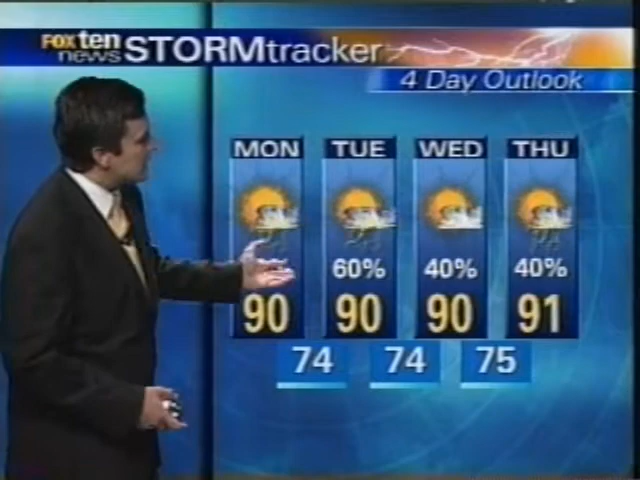 FOX ten
news STORMtracker
4 Day Outlook
MON TUE WED THU
60% 40% 40%
90 90 90 91
74 74 75